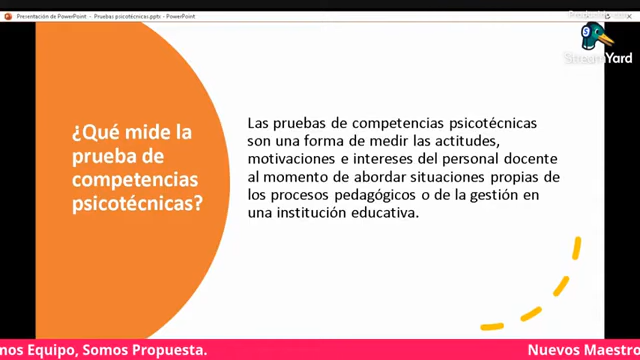 Presentación de PowerPoint - Pruebas psicotécnicas.pptx - PowerPoint
StreamYard
¿Qué mide la
prueba de
competencias
psicotécnicas?
Las pruebas de competencias psicotécnicas
son una forma de medir las actitudes,
motivaciones e intereses del personal docente
al momento de abordar situaciones propias de
los procesos pedagógicos o de la gestión en
una institución educativa.
mos Equipo, Somos Propuesta.
Nuevos Maestro